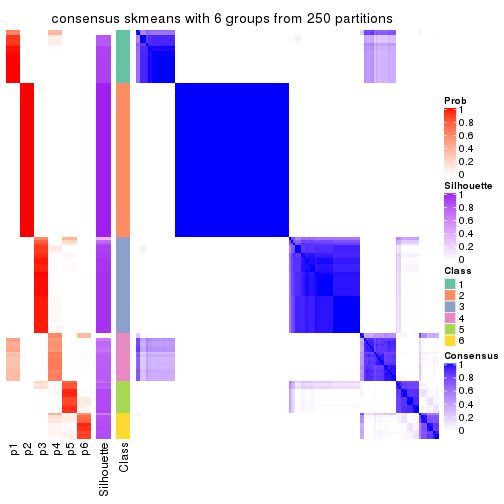 consensus skmeans with 6 groups from 250 partitions
Prob
1
0.8
0.6
0.4
0.2
0
Silhouette
1
0.8
0.6
0.4
0.2
0
Class
1
2
3
4
5
6
Consensus
1
0.8
0.6
0.4
0.2
0
p1
p2
p3
p4
p5
p6
Silhouette
Class